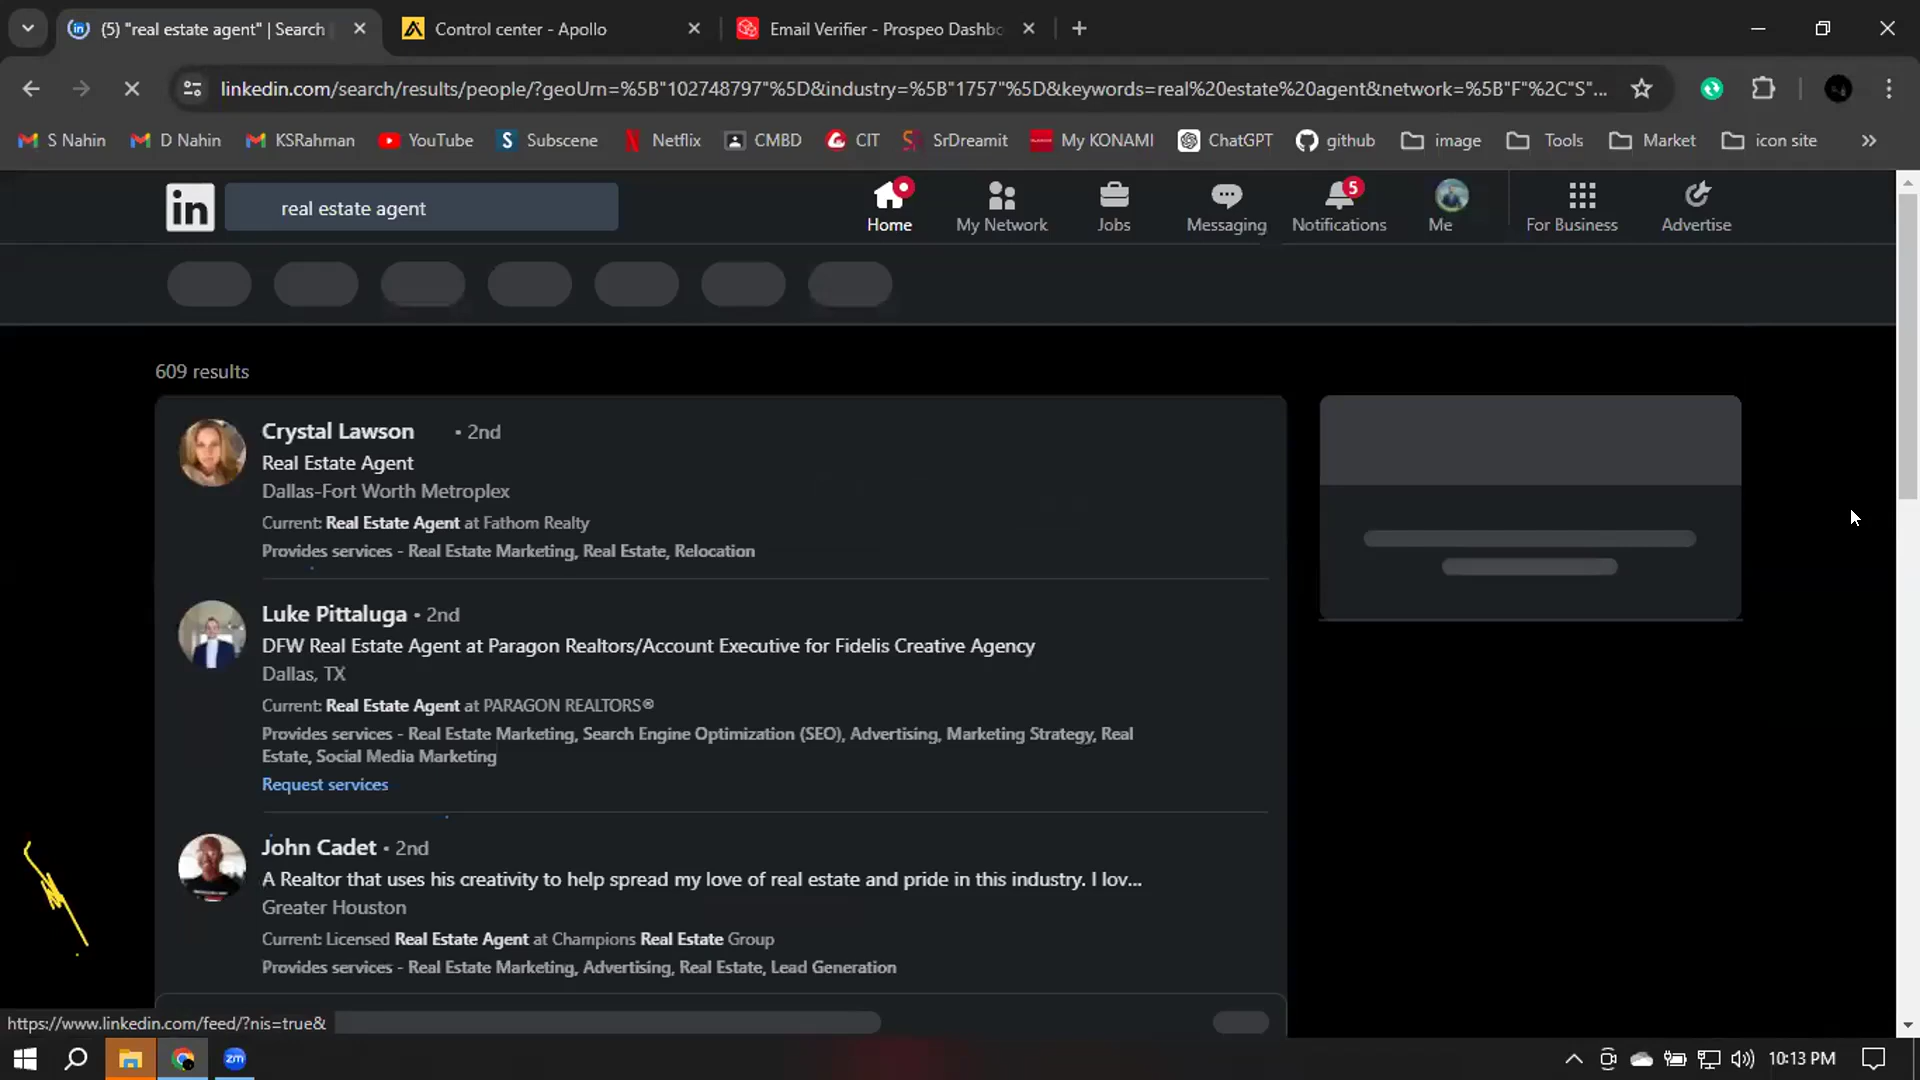 (5) "real estate agent" | Search
Control center - Apollo
Email Verifier - Prospeo Dashbo
linkedin.com/search/results/people/?geoUrn=%5B"102748797"%5D&industry=%5B"1757"%5D&keywords=real%20estate%20agent&network=%5B"F"%2C"S"...
S Nahin
D Nahin
KSRahman
YouTube
Subscene
Netflix
CMBD
CIT
SrDreamit
My KONAMI
ChatGPT
github
image
Tools
Market
icon site
in
real estate agent
Home
My Network
Jobs
Messaging
5
Notifications
Me
For Business
Advertise
609 results
Crystal Lawson • 2nd
Real Estate Agent
Dallas-Fort Worth Metroplex
Current: Real Estate Agent at Fathom Realty
Provides services - Real Estate Marketing, Real Estate, Relocation
Luke Pittaluga • 2nd
DFW Real Estate Agent at Paragon Realtors/Account Executive for Fidelis Creative Agency
Dallas, TX
Current: Real Estate Agent at PARAGON REALTORS®
Provides services - Real Estate Marketing, Search Engine Optimization (SEO), Advertising, Marketing Strategy, Real
Estate, Social Media Marketing
Request services
John Cadet • 2nd
A Realtor that uses his creativity to help spread my love of real estate and pride in this industry. I lov...
Greater Houston
Current: Licensed Real Estate Agent at Champions Real Estate Group
Provides services - Real Estate Marketing, Advertising, Real Estate, Lead Generation
https://www.linkedin.com/feed/?nis=true&
zm
10:13 PM